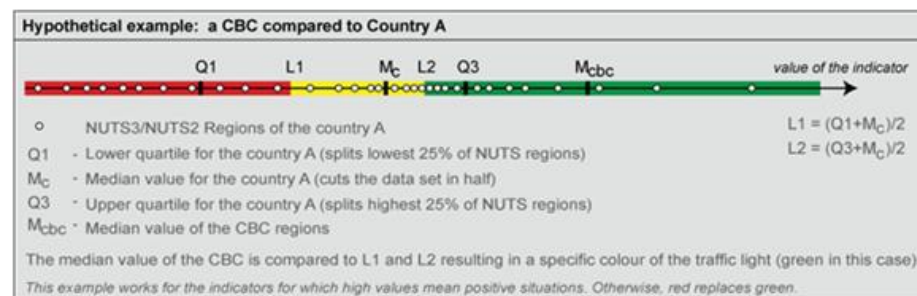 Hypothetical example: a CBC compared to Country A
Q1 L1 Mc L2 Q3 Mcbc value of the indicator
o NUTS3/NUTS2 Regions of the country A L1 = (Q1+Mc)/2
Q1 - Lower quartile for the country A (splits lowest 25% of NUTS regions) L2 = (Q3+Mc)/2
Mc - Median value for the country A (cuts the data set in half)
Q3 - Upper quartile for the country A (splits highest 25% of NUTS regions)
Mcbc - Median value of the CBC regions
The median value of the CBC is compared to L1 and L2 resulting in a specific colour of the traffic light (green in this case)
This example works for the indicators for which high values mean positive situations. Otherwise, red replaces green.